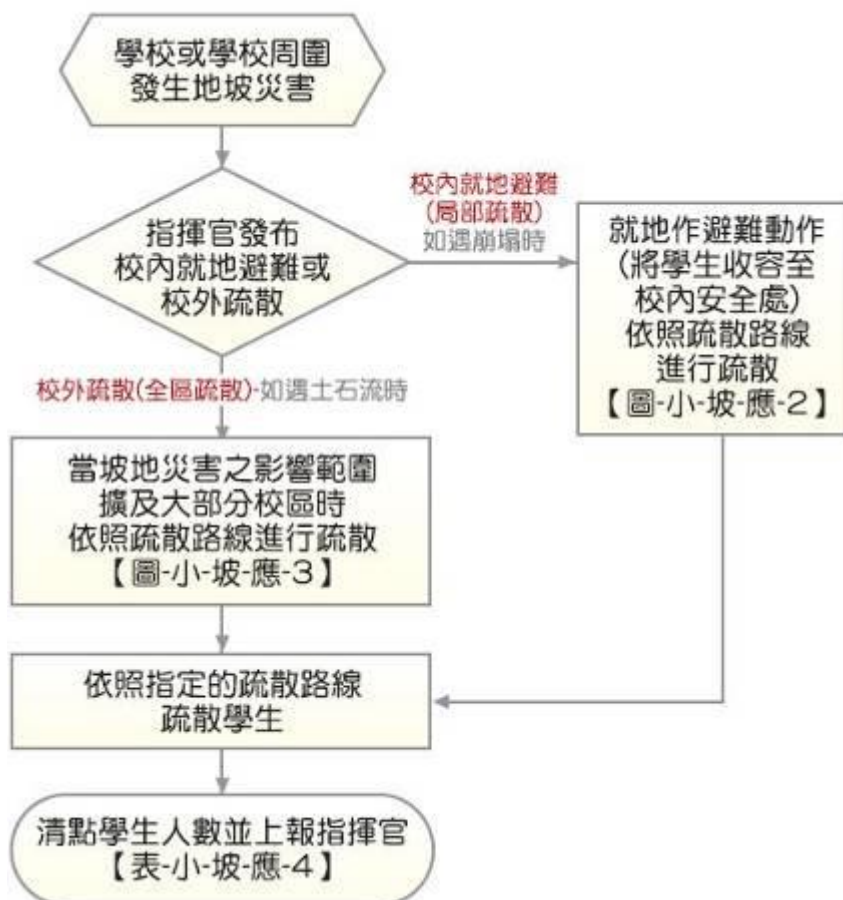 學校或學校周圍
發生地坡災害
指揮官發布
校內就地避難或
校外疏散
校內就地避難
(局部疏散)
如遇崩塌時
就地作避難動作
(將學生收容至
校內安全處)
依照疏散路線
進行疏散
【圖-小-坡-應-2】
校外疏散(全區疏散)-如遇土石流時
當坡地災害之影響範圍
擴及大部分校區時
依照疏散路線進行疏散
【圖-小-坡-應-3】
依照指定的疏散路線
疏散學生
清點學生人數並上報指揮官
【表-小-坡-應-4】